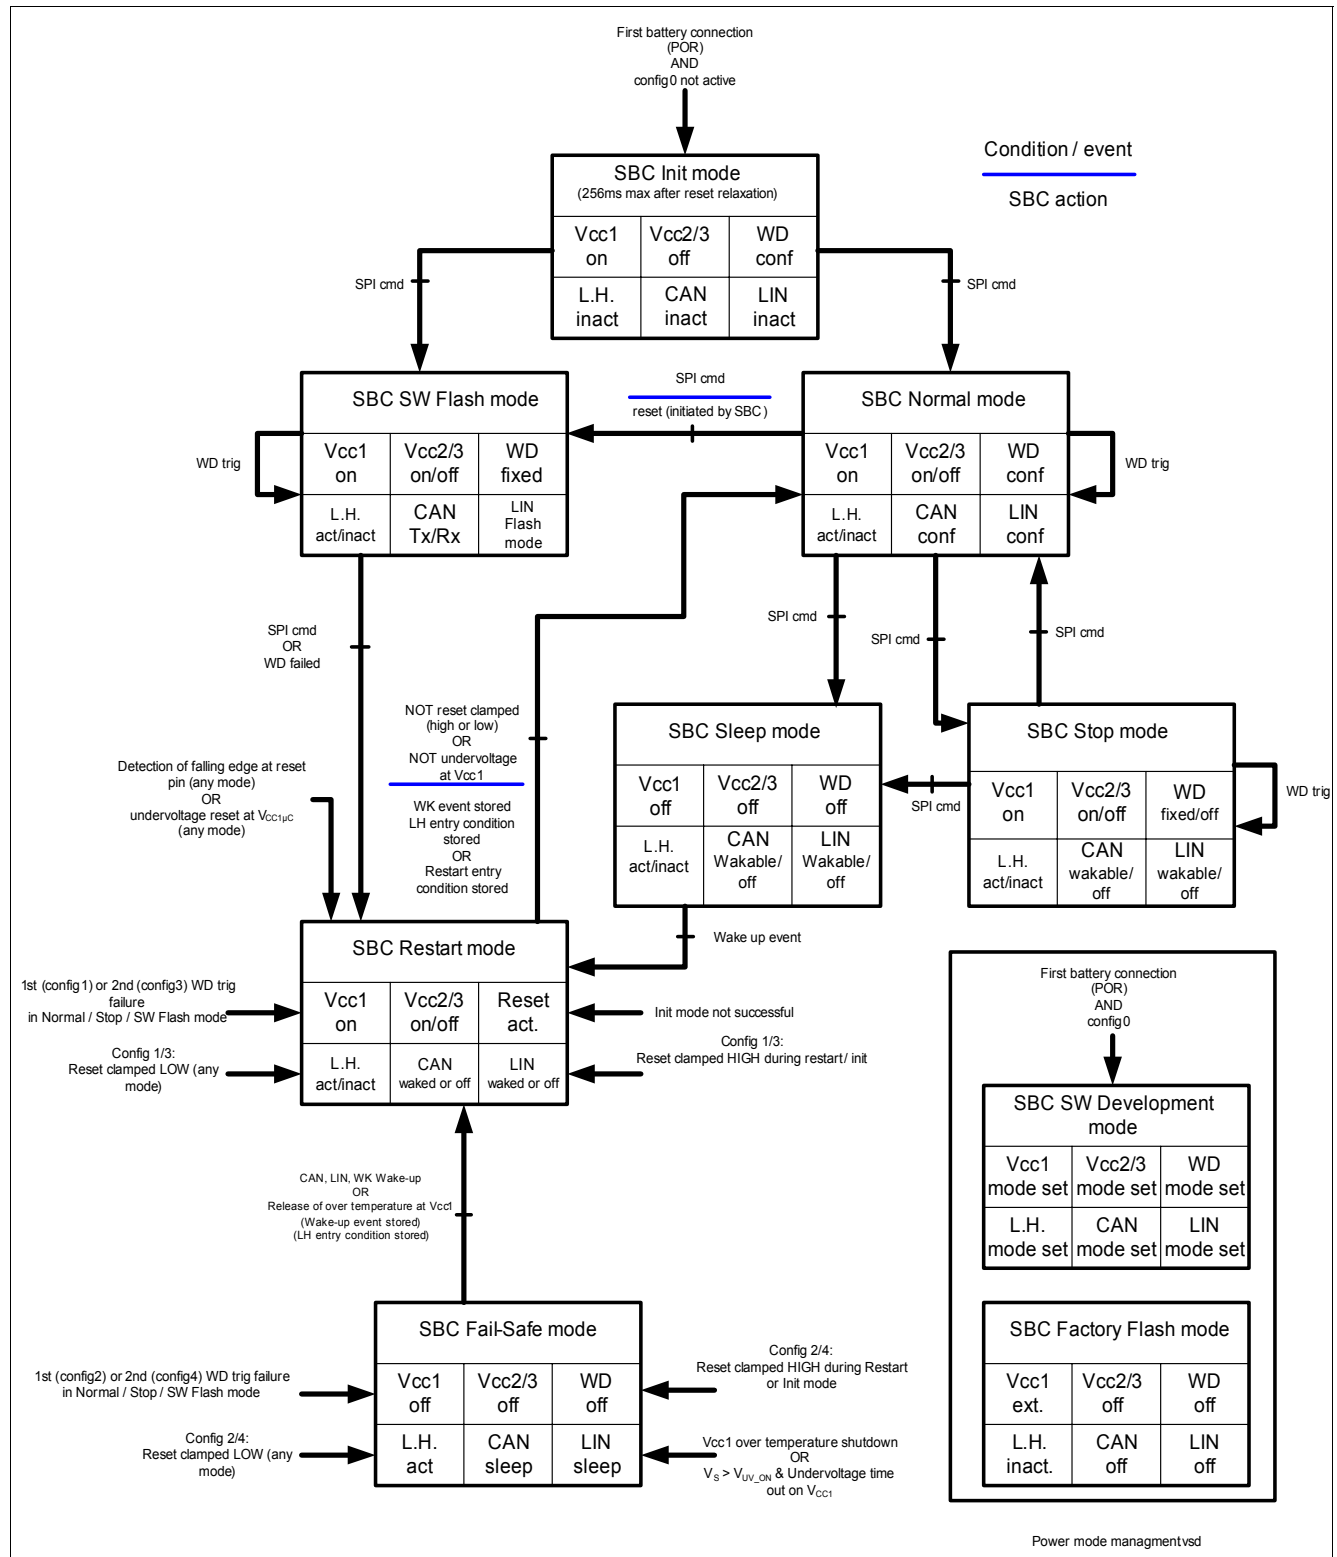 First battery connection
(POR)
AND
config0 not active
Condition / event
SBC action
SBC Init mode
(256ms max after reset relaxation)
Vcc1 on
Vcc2/3 off
WD conf
L.H. inact
CAN inact
LIN inact
SPI cmd
SPI cmd
SBC SW Flash mode
Vcc1 on
Vcc2/3 on/off
WD fixed
L.H. act/inact
CAN Tx/Rx
LIN Flash mode
WD trig
SPI cmd
reset (initiated by SBC)
SBC Normal mode
Vcc1 on
Vcc2/3 on/off
WD conf
L.H. act/inact
CAN conf
LIN conf
WD trig
SPI cmd
OR
WD failed
SPI cmd
SPI cmd
SPI cmd
NOT reset clamped
(high or low)
OR
NOT undervoltage
at Vcc1
WK event stored
LH entry condition
stored
OR
Restart entry
condition stored
Detection of falling edge at reset
pin (any mode)
OR
undervoltage reset at VCC1µC
(any mode)
SBC Sleep mode
Vcc1 off
Vcc2/3 off
WD off
L.H. act/inact
CAN Wakable/ off
LIN Wakable/ off
SPI cmd
SBC Stop mode
Vcc1 on
Vcc2/3 on/off
WD fixed/off
L.H. act/inact
CAN wakable/ off
LIN wakable/ off
WD trig
Wake up event
SBC Restart mode
Vcc1 on
Vcc2/3 on/off
Reset act.
L.H. act/inact
CAN waked or off
LIN waked or off
1st (config1) or 2nd (config3) WD trig
failure
in Normal / Stop / SW Flash mode
Config 1/3:
Reset clamped LOW (any
mode)
Init mode not successful
Config 1/3:
Reset clamped HIGH during restart/ init
CAN, LIN, WK Wake-up
OR
Release of over temperature at Vcc1
(Wake-up event stored)
(LH entry condition stored)
SBC Fail-Safe mode
Vcc1 off
Vcc2/3 off
WD off
L.H. act
CAN sleep
LIN sleep
1st (config2) or 2nd (config4) WD trig failure
in Normal / Stop / SW Flash mode
Config 2/4:
Reset clamped LOW (any
mode)
Config 2/4:
Reset clamped HIGH during Restart
or Init mode
Vcc1 over temperature shutdown
OR
VS > VUV_ON & Undervoltage time
out on VCC1
First battery connection
(POR)
AND
config0
SBC SW Development
mode
Vcc1 mode set
Vcc2/3 mode set
WD mode set
L.H. mode set
CAN mode set
LIN mode set
SBC Factory Flash mode
Vcc1 ext.
Vcc2/3 off
WD off
L.H. inact.
CAN off
LIN off
Power mode managment.vsd